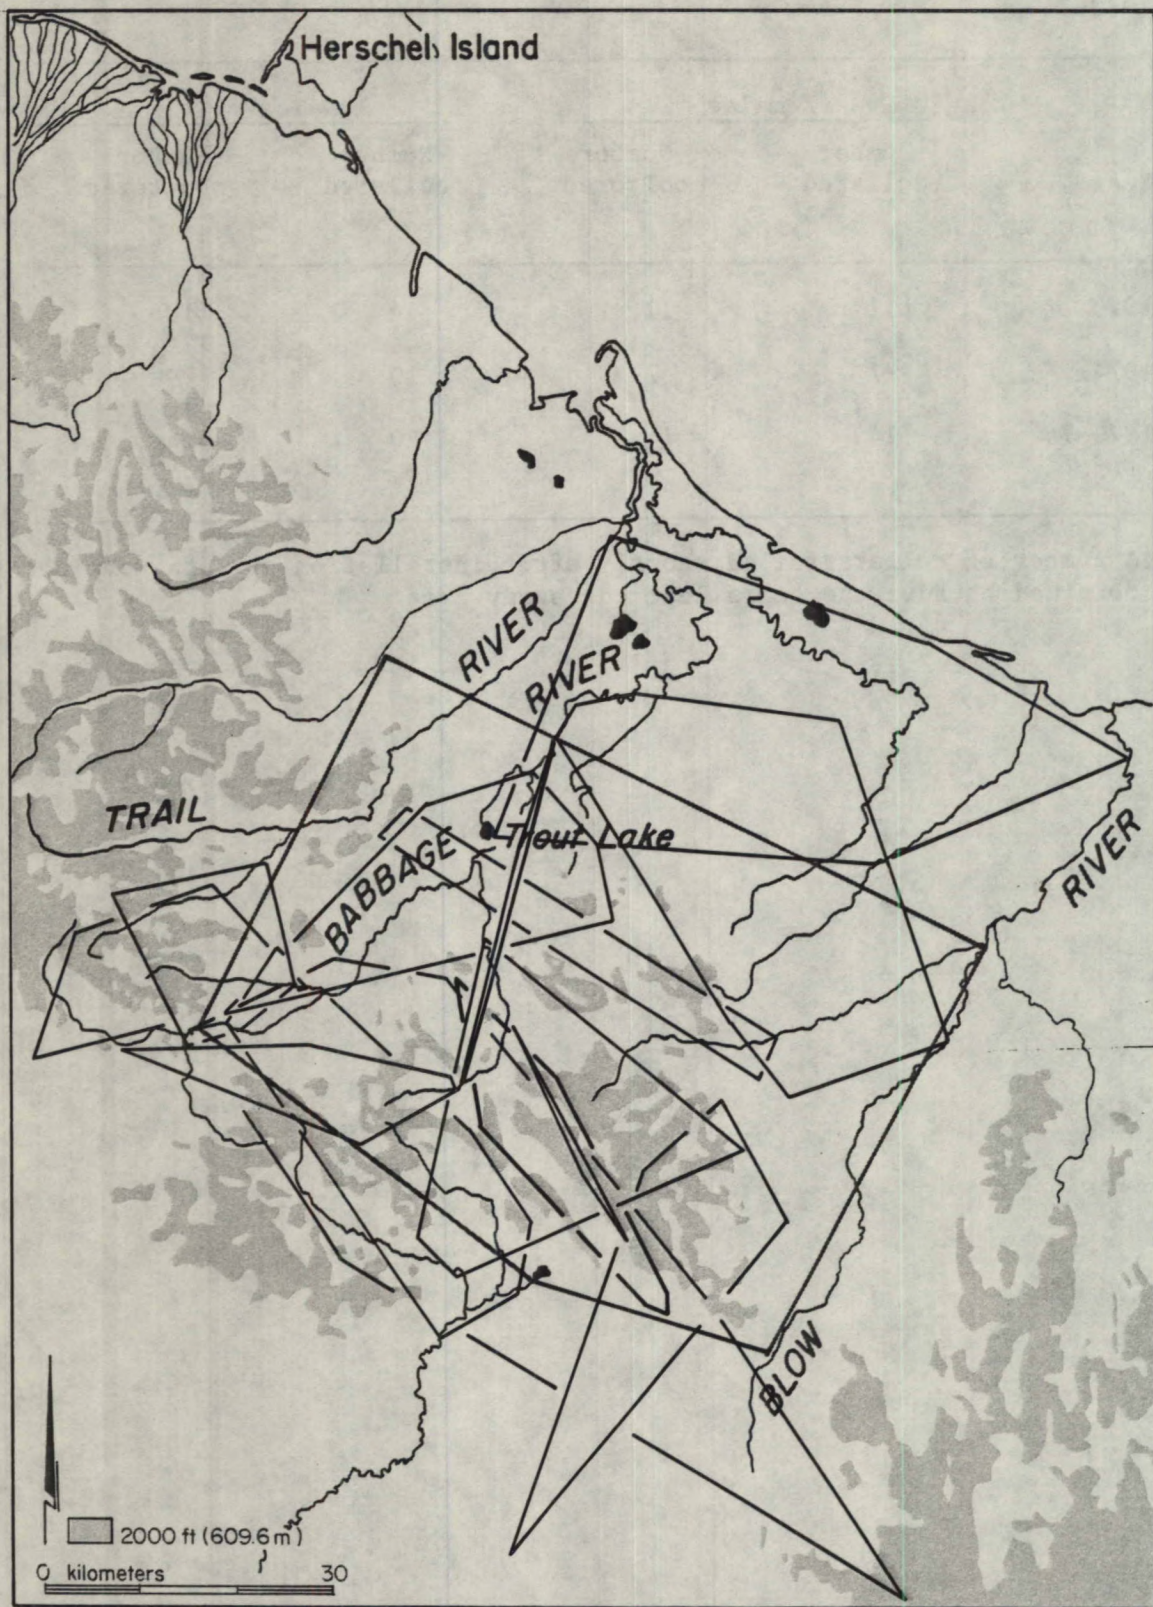 Herschel Island
RIVER
RIVER
TRAIL
BABBAGE
Trout Lake
RIVER
BLOW
2000 ft (609.6 m)
0 kilometers 30